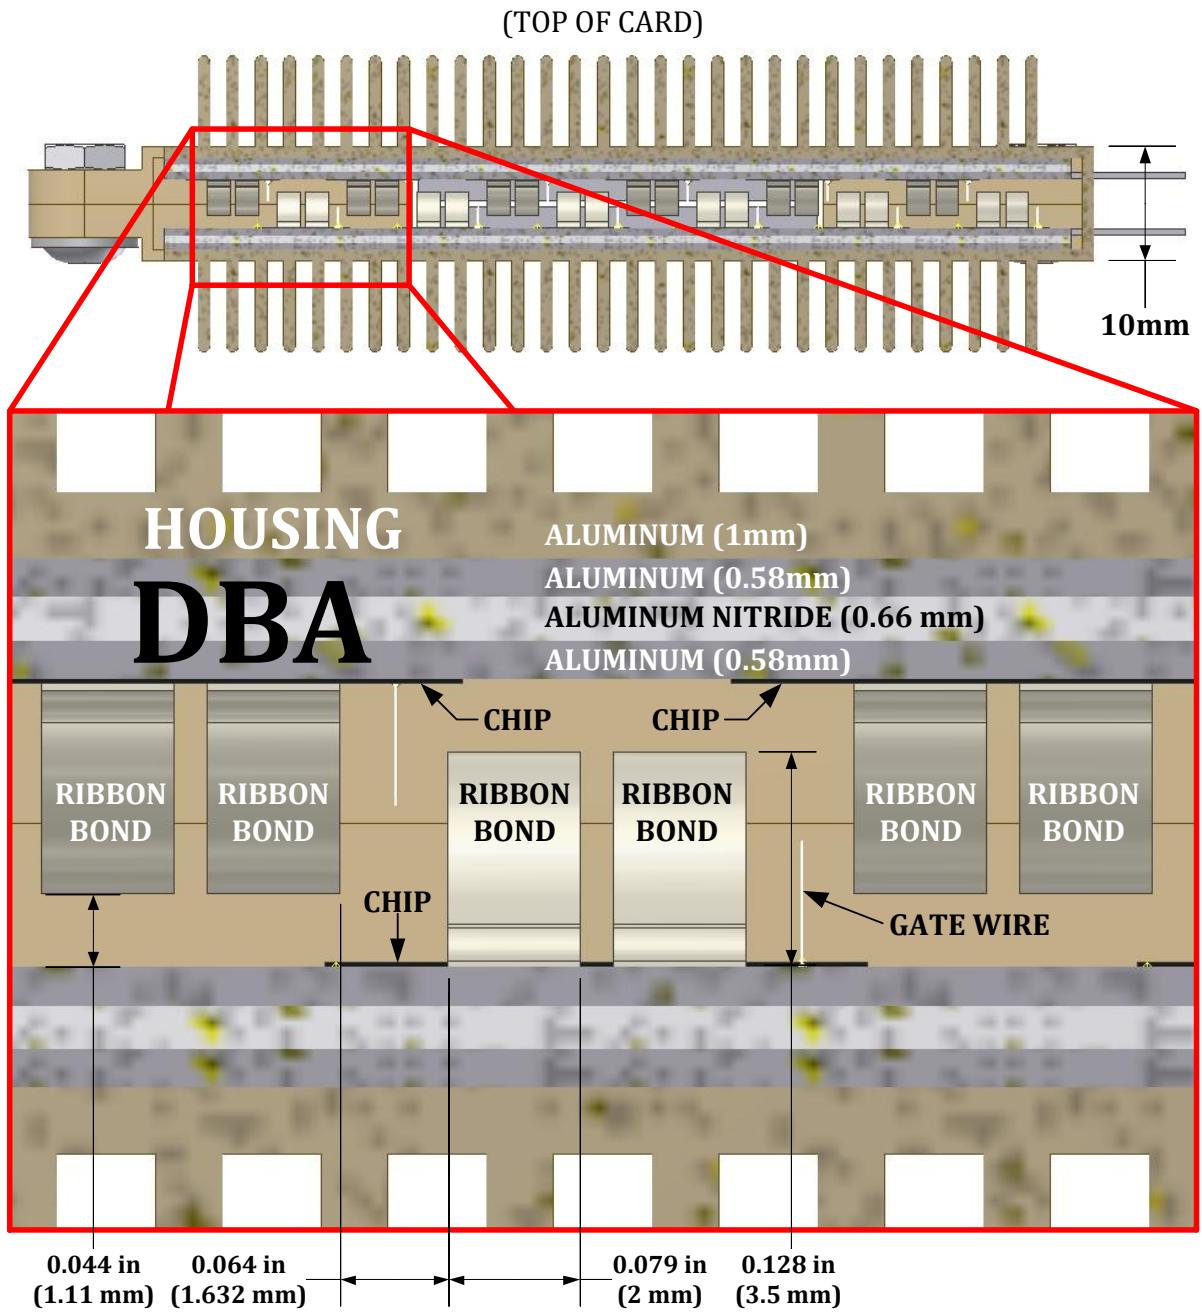 (TOP OF CARD)
10mm
HOUSING
ALUMINUM (1mm)
DBA
ALUMINUM (0.58mm)
ALUMINUM NITRIDE (0.66 mm)
ALUMINUM (0.58mm)
CHIP
CHIP
RIBBON
BOND
RIBBON
BOND
RIBBON
BOND
RIBBON
BOND
RIBBON
BOND
RIBBON
BOND
CHIP
GATE WIRE
0.044 in
(1.11 mm)
0.064 in
(1.632 mm)
0.079 in
(2 mm)
0.128 in
(3.5 mm)